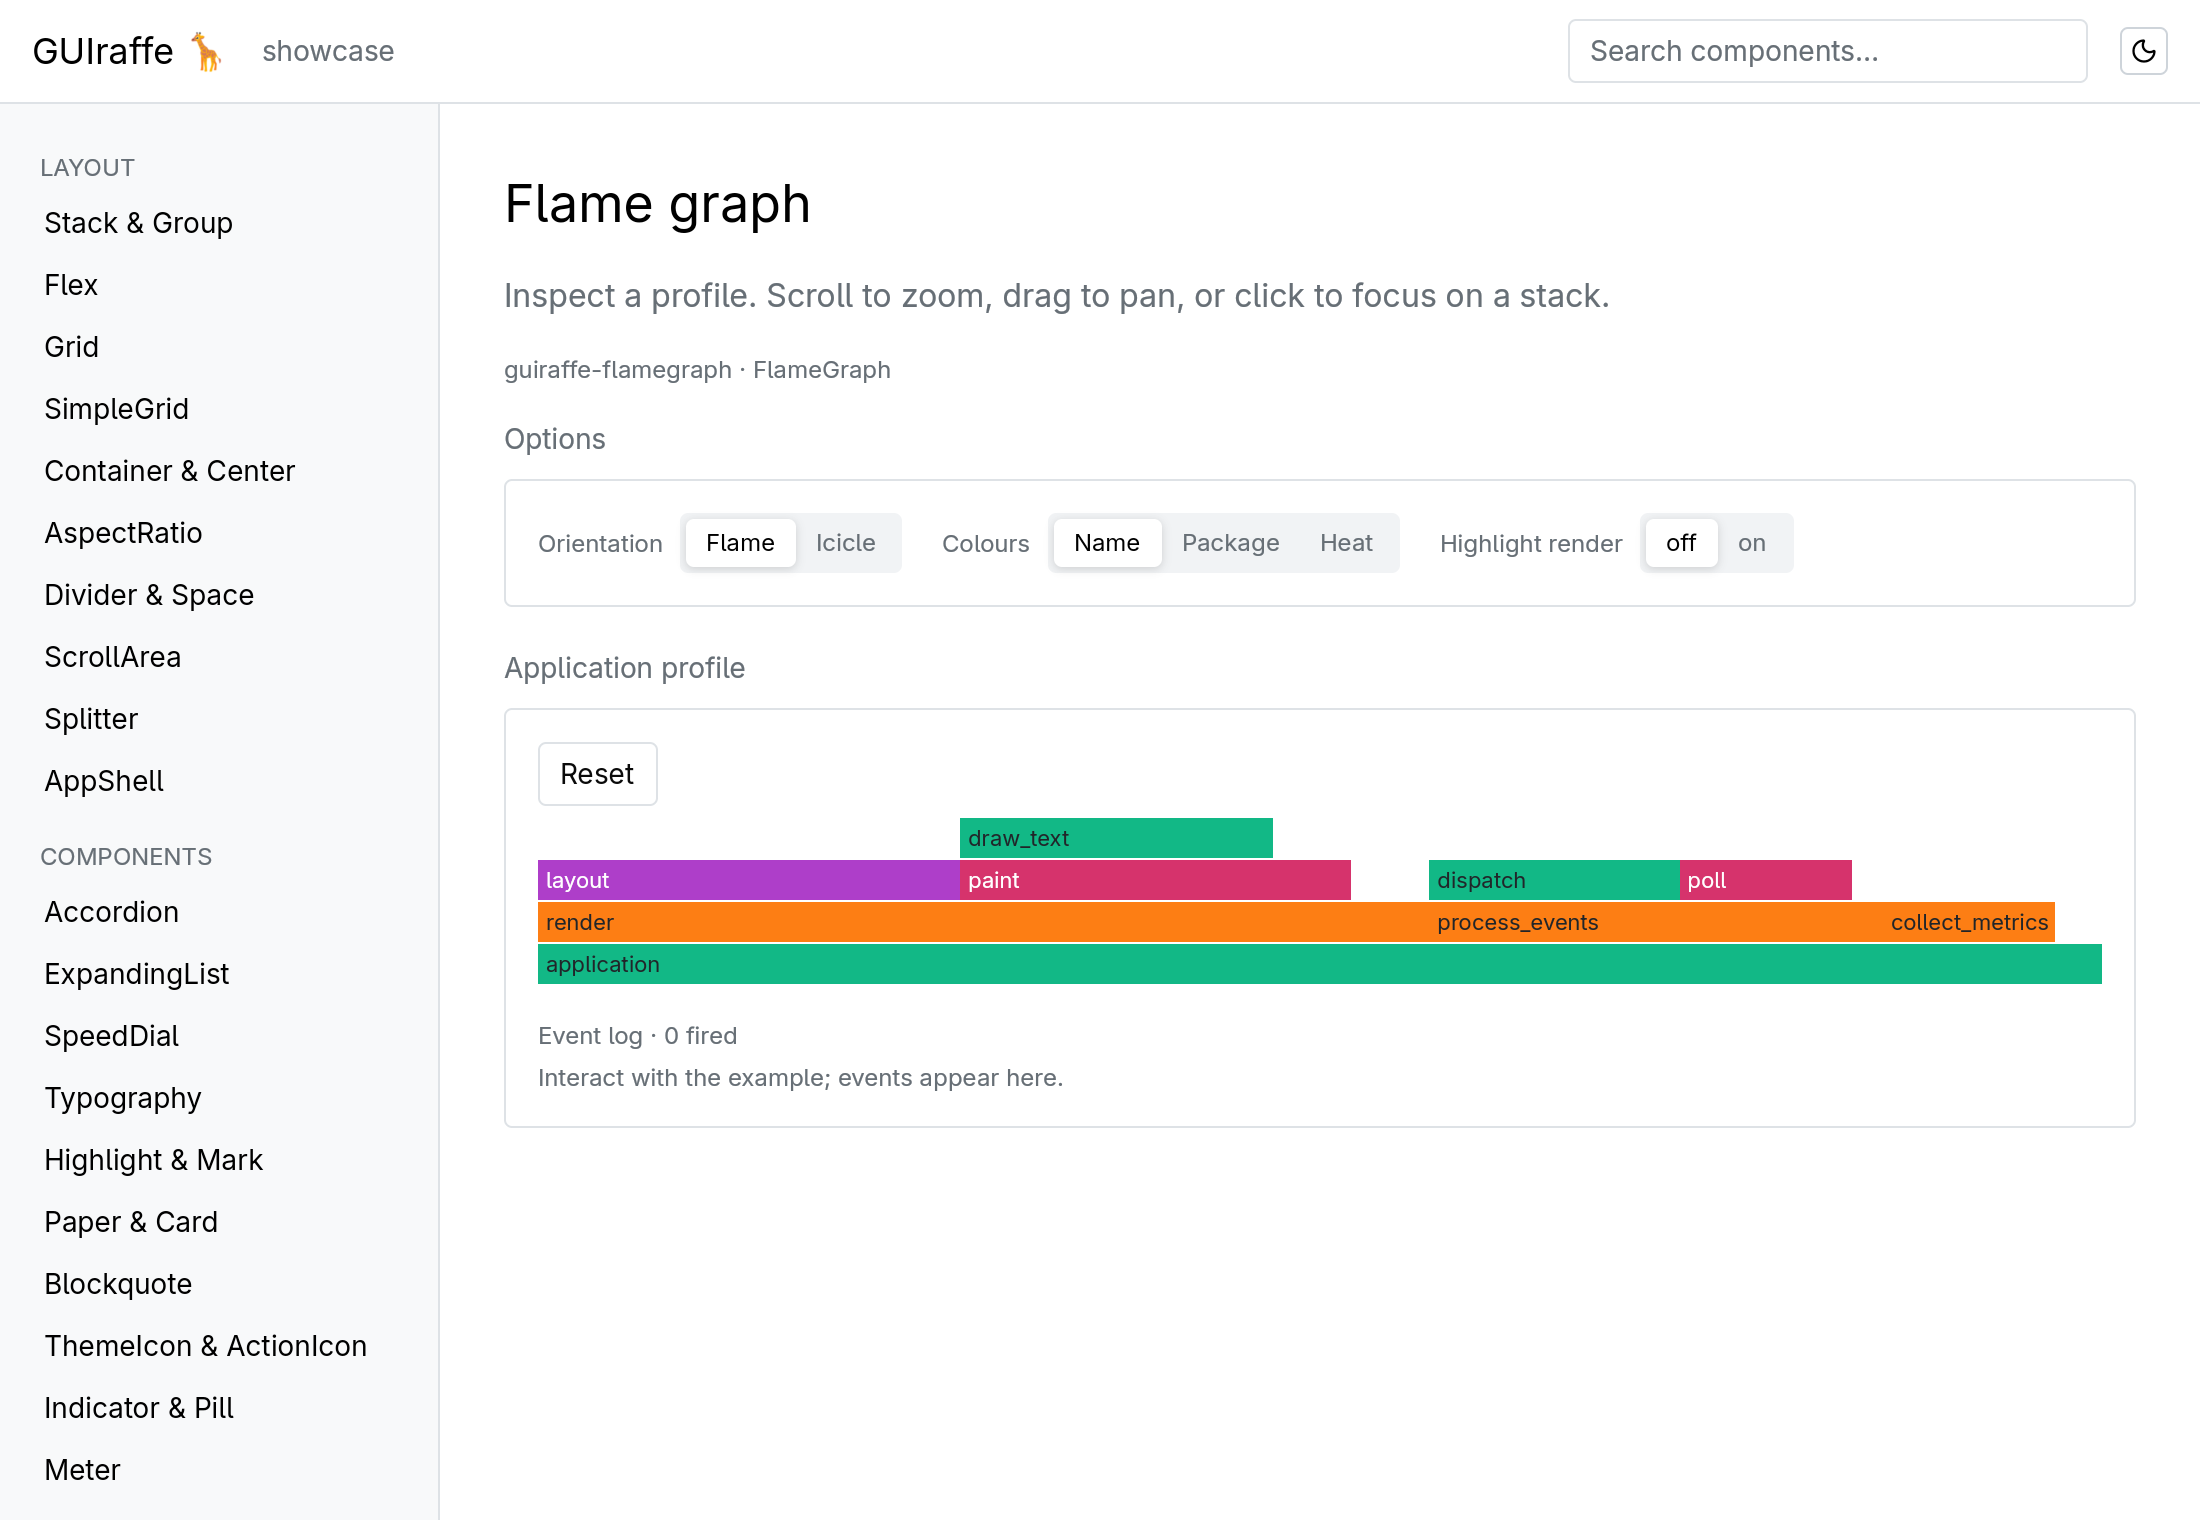 GUIraffe 🦒 showcase Search components...
LAYOUT
Stack & Group
Flex
Grid
SimpleGrid
Container & Center
AspectRatio
Divider & Space
ScrollArea
Splitter
AppShell
COMPONENTS
Accordion
ExpandingList
SpeedDial
Typography
Highlight & Mark
Paper & Card
Blockquote
ThemeIcon & ActionIcon
Indicator & Pill
Meter
Flame graph
Inspect a profile. Scroll to zoom, drag to pan, or click to focus on a stack.
guiraffe-flamegraph · FlameGraph
Options
Orientation Flame Icicle Colours Name Package Heat Highlight render off on
Application profile
Reset
draw_text
layout paint dispatch poll
render process_events collect_metrics
application
Event log · 0 fired
Interact with the example; events appear here.